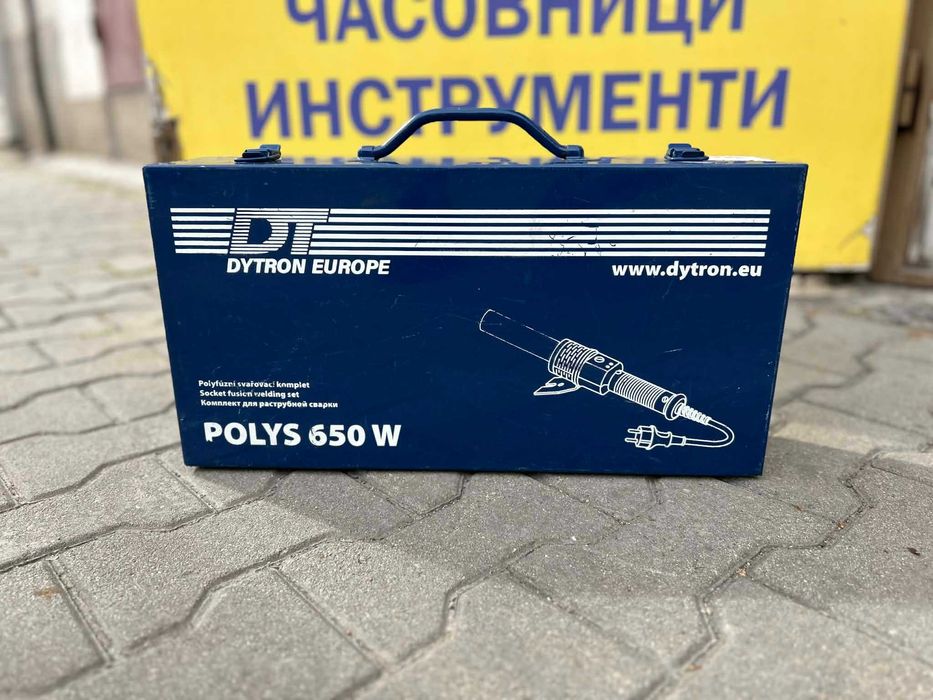 ЧАСОВНИЦИ
ИНСТРУМЕНТИ
DT
DYTRON EUROPE
www.dytron.eu
Polyfúzní svařovací komplet
Socket fusion welding set
Комплект для раструбной сварки
POLYS 650 W